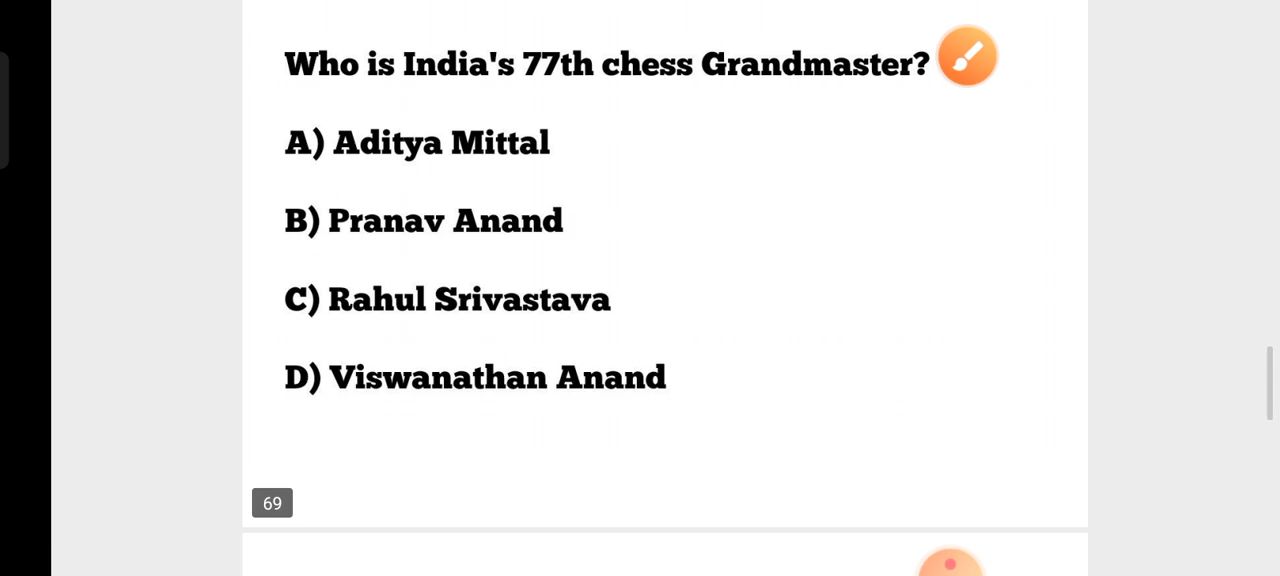 Who is India's 77th chess Grandmaster?
A) Aditya Mittal
B) Pranav Anand
C) Rahul Srivastava
D) Viswanathan Anand
69